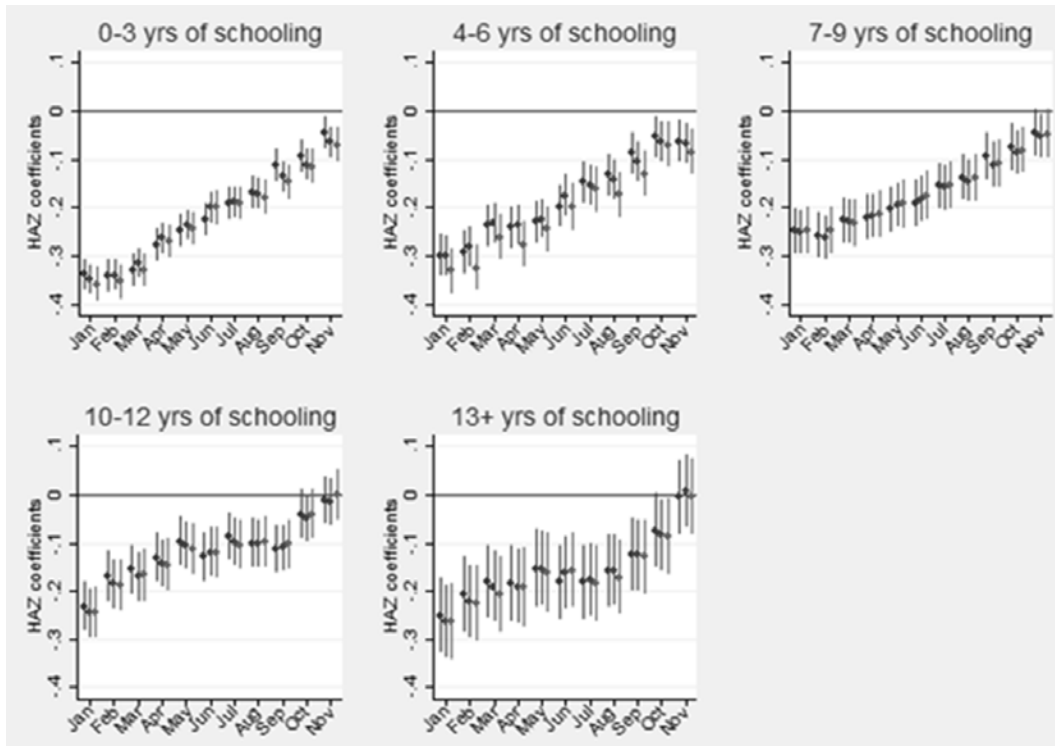 0-3 yrs of schooling
HAZ coefficients
.1
0
-.1
-.2
-.3
-.4
Jan Feb Mar Apr May Jun Jul Aug Sep Oct Nov
4-6 yrs of schooling
HAZ coefficients
.1
0
-.1
-.2
-.3
-.4
Jan Feb Mar Apr May Jun Jul Aug Sep Oct Nov
7-9 yrs of schooling
HAZ coefficients
.1
0
-.1
-.2
-.3
-.4
Jan Feb Mar Apr May Jun Jul Aug Sep Oct Nov
10-12 yrs of schooling
HAZ coefficients
.1
0
-.1
-.2
-.3
-.4
Jan Feb Mar Apr May Jun Jul Aug Sep Oct Nov
13+ yrs of schooling
HAZ coefficients
.1
0
-.1
-.2
-.3
-.4
Jan Feb Mar Apr May Jun Jul Aug Sep Oct Nov